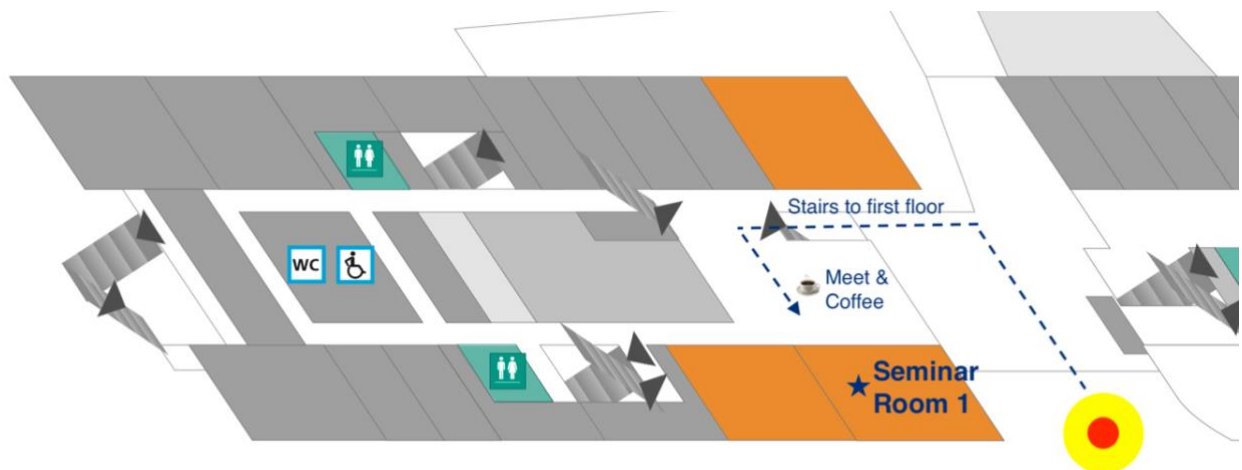 Stairs to first floor
WC
Meet &
Coffee
Seminar
Room 1